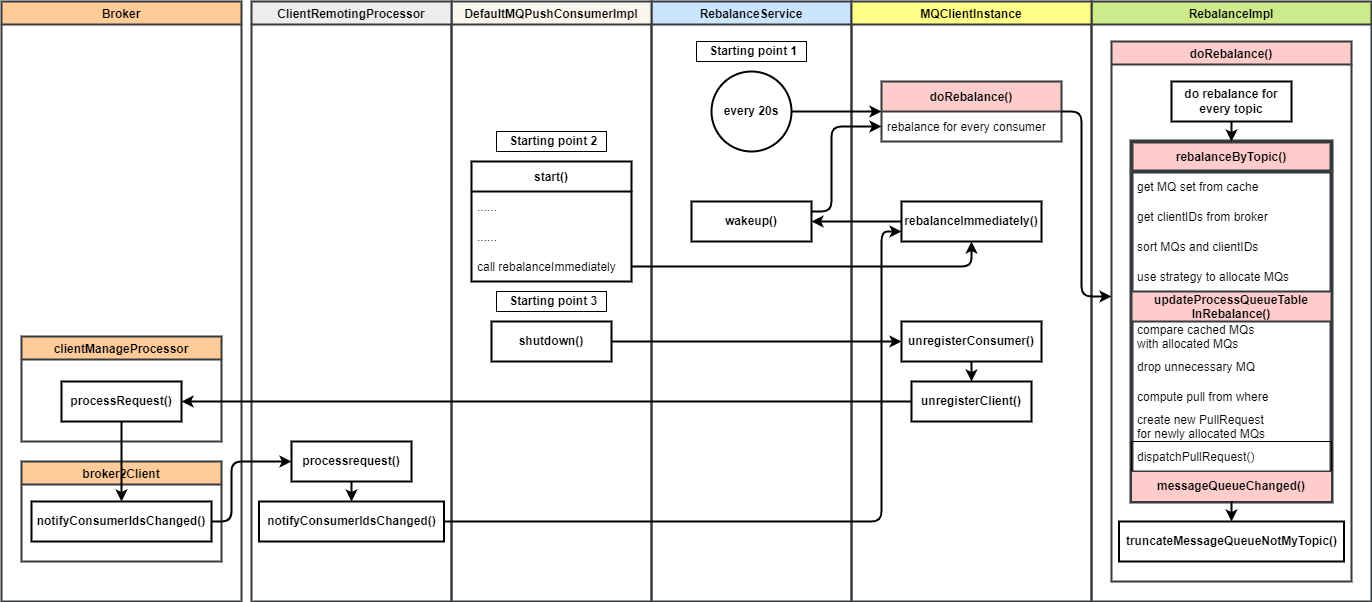 Broker
ClientRemotingProcessor
DefaultMQPushConsumerImpl
RebalanceService
MQClientInstance
RebalanceImpl
clientManageProcessor
processRequest()
broker2Client
notifyConsumerIdsChanged()
processrequest()
notifyConsumerIdsChanged()
Starting point 2
start()
......
......
call rebalanceImmediately
Starting point 3
shutdown()
Starting point 1
every 20s
wakeup()
doRebalance()
rebalance for every consumer
rebalanceImmediately()
unregisterConsumer()
unregisterClient()
doRebalance()
do rebalance for
every topic
rebalanceByTopic()
get MQ set from cache
get clientIDs from broker
sort MQs and clientIDs
use strategy to allocate MQs
updateProcessQueueTable
InRebalance()
compare cached MQs
with allocated MQs
drop unnecessary MQ
compute pull from where
create new PullRequest
for newly allocated MQs
dispatchPullRequest()
messageQueueChanged()
truncateMessageQueueNotMyTopic()